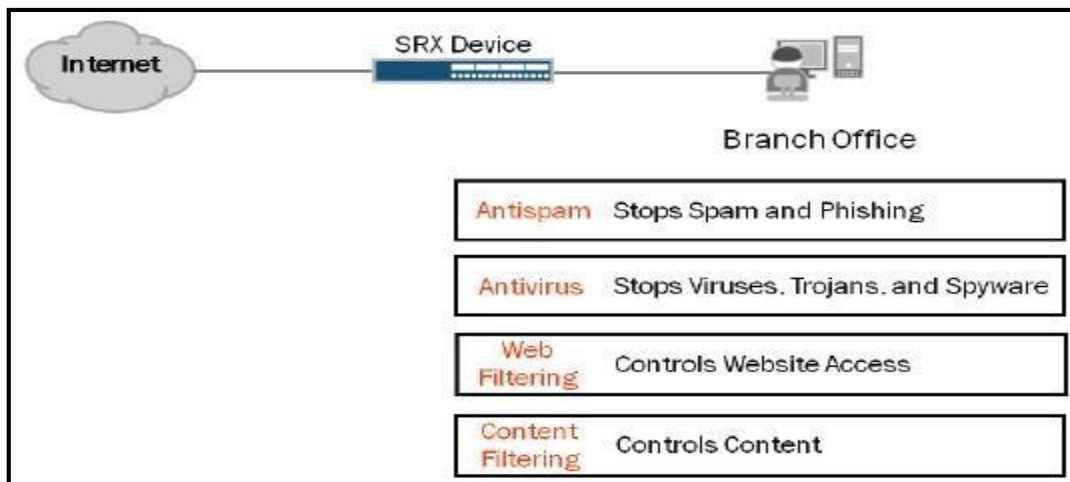 Internet
SRX Device
Branch Office
Antispam Stops Spam and Phishing
Antivirus Stops Viruses, Trojans, and Spyware
Web
Filtering Controls Website Access
Content
Filtering Controls Content